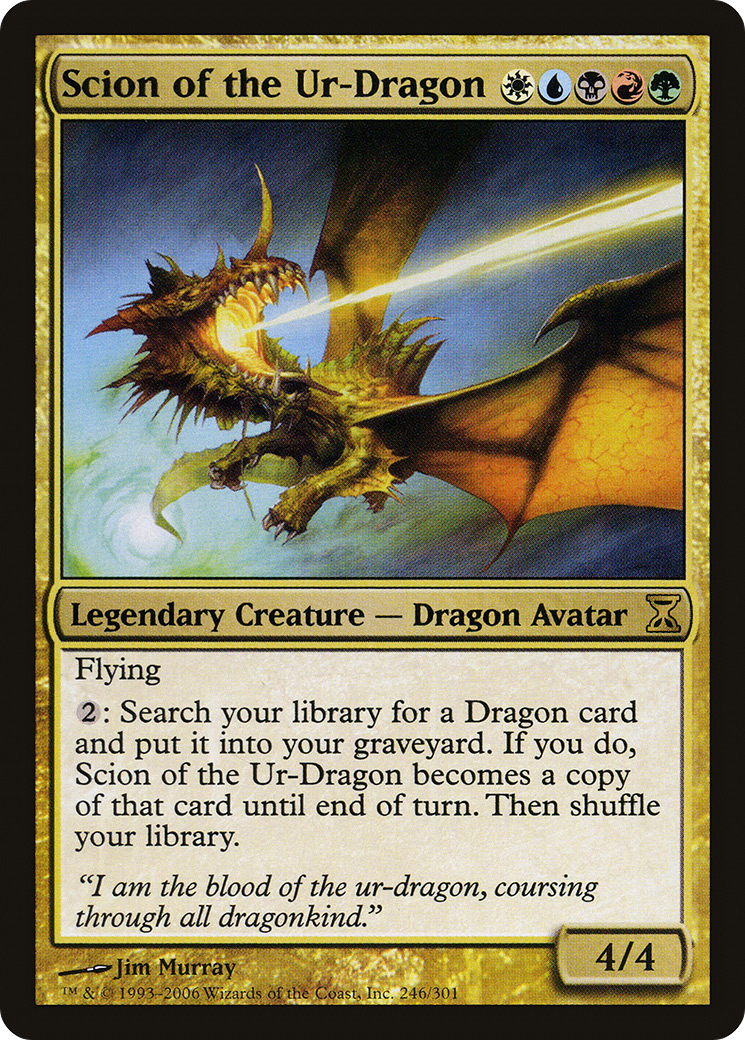 Scion of the Ur-Dragon
Legendary Creature — Dragon Avatar
Flying
2: Search your library for a Dragon card
and put it into your graveyard. If you do,
Scion of the Ur-Dragon becomes a copy
of that card until end of turn. Then shuffle
your library.
“I am the blood of the ur-dragon, coursing
through all dragonkind.”
4/4
Jim Murray
™ & © 1993–2006 Wizards of the Coast, Inc. 246/301